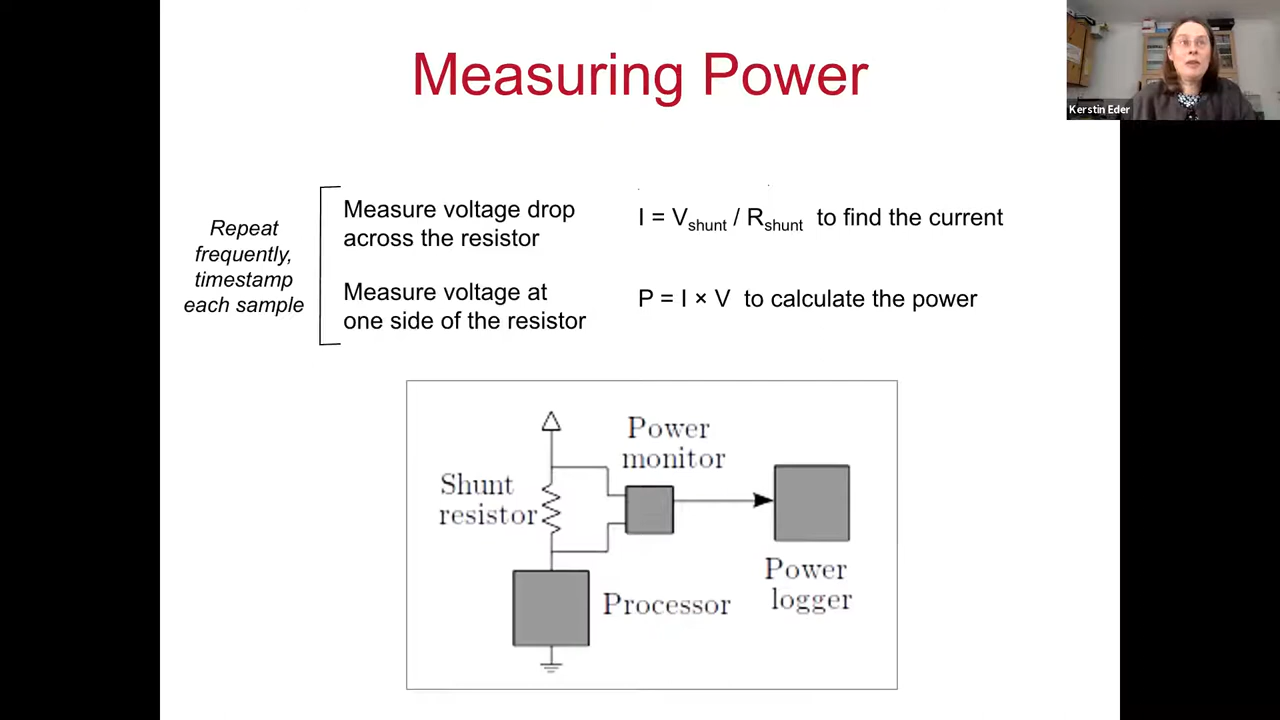 Measuring Power
Kerstin Eder
Repeat
frequently,
timestamp
each sample
Measure voltage drop
across the resistor
I = Vshunt / Rshunt to find the current
Measure voltage at
one side of the resistor
P = I × V to calculate the power
Shunt
resistor
Power
monitor
Processor
Power
logger